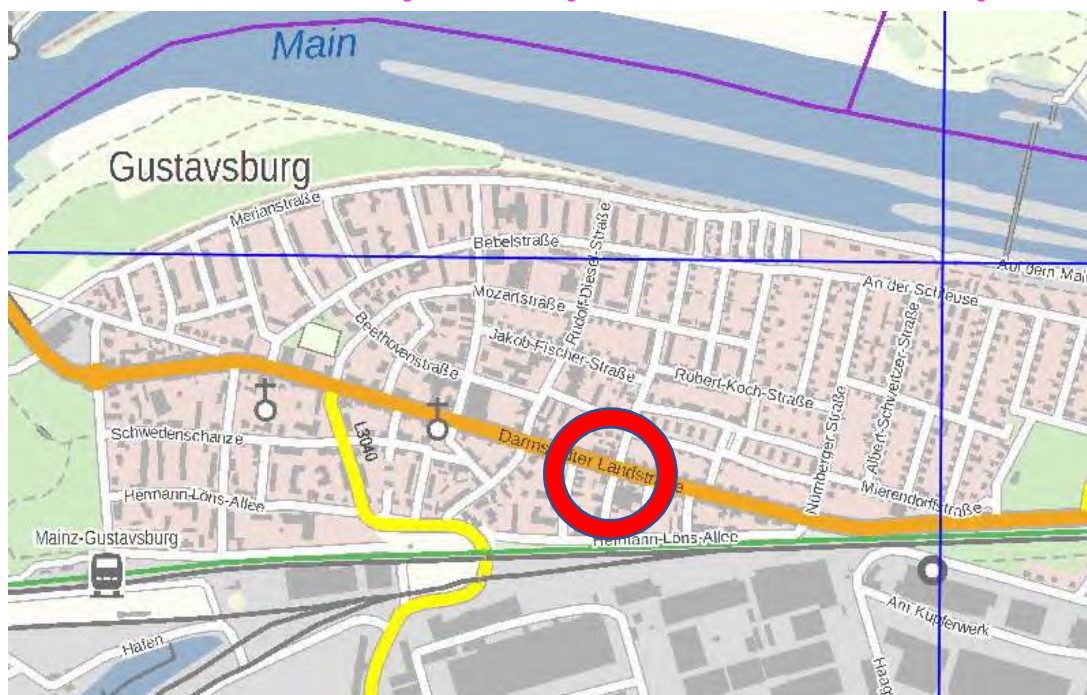 Main
Gustavsburg
Merianstraße
Bebelstraße
Rudolf-Diesel-Straße
Auf dem Mai
An der Schleuse
Mozartstraße
Beethovenstraße
Jakob-Fischer-Straße
Robert-Koch-Straße
Albert-Schweitzer-Straße
Nürnberger Straße
L3040
Schwedenschanze
Darms
ter Landstraße
Mierendorffstraße
Hermann-Löns-Allee
Hermann-Löns-Allee
Mainz-Gustavsburg
Am Kupferwerk
Hafen
Haag